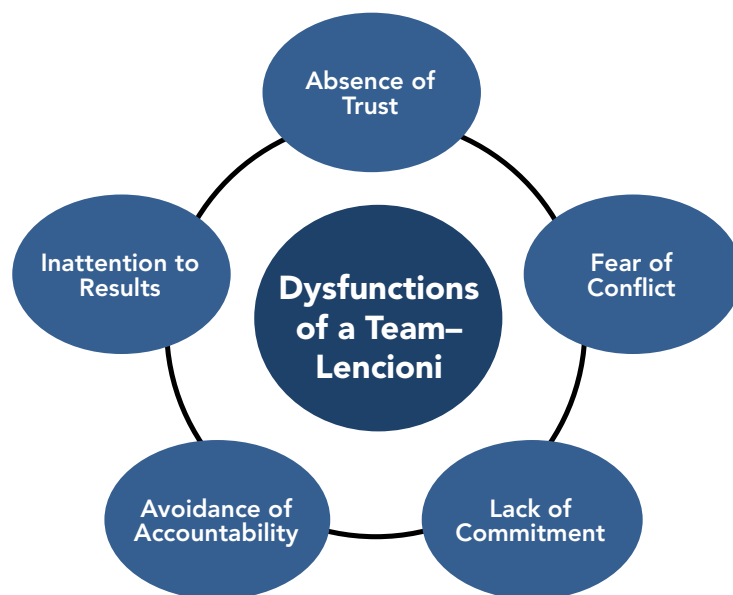 Absence of
Trust
Fear of
Conflict
Lack of
Commitment
Avoidance of
Accountability
Inattention to
Results
Dysfunctions
of a Team–
Lencioni